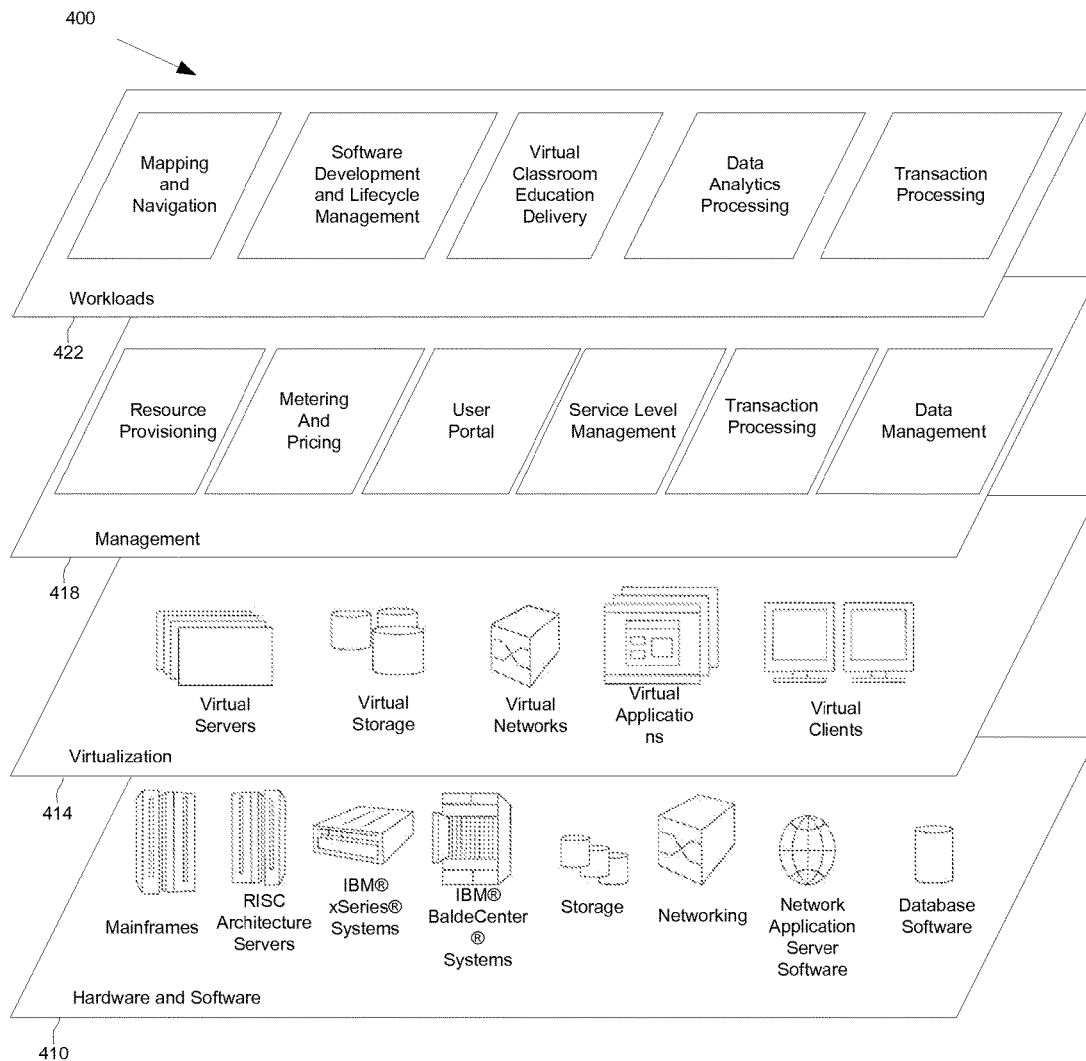 400
Mapping
and
Navigation
Software
Development
and Lifecycle
Management
Virtual
Classroom
Education
Delivery
Data
Analytics
Processing
Transaction
Processing
Workloads
422
Resource
Provisioning
Metering
And
Pricing
User
Portal
Service Level
Management
Transaction
Processing
Data
Management
Management
418
Virtual
Servers
Virtual
Storage
Virtual
Networks
Virtual
Applicatio
ns
Virtual
Clients
Virtualization
414
Mainframes
RISC
Architecture
Servers
IBM®
xSeries®
Systems
IBM®
BaldeCenter
®
Systems
Storage
Networking
Network
Application
Server
Software
Database
Software
Hardware and Software
410